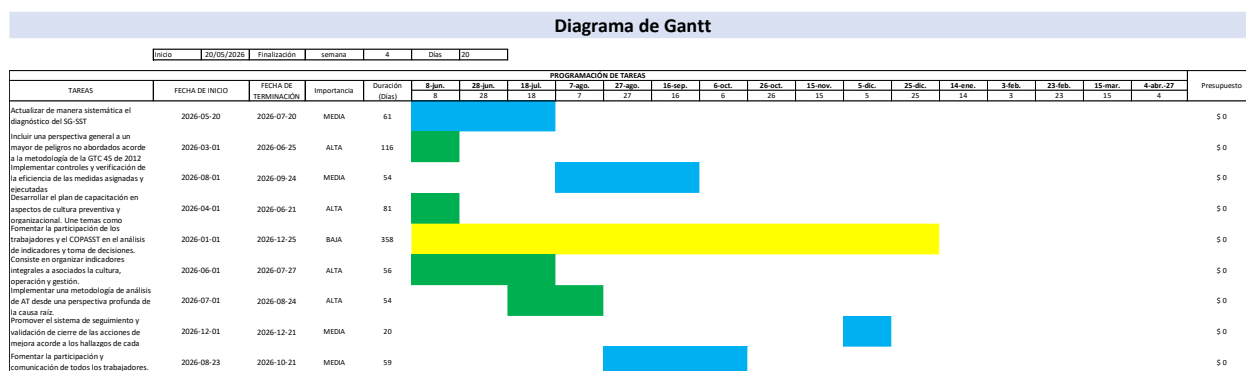 Diagrama de Gantt
Inicio 20/05/2026 Finalización semana 4 Días 20
PROGRAMACIÓN DE TAREAS
TAREAS FECHA DE INICIO FECHA DE TERMINACIÓN Importancia Duración (Días) 8-jun. 28-jun. 18-jul. 7-ago. 27-ago. 16-sep. 6-oct. 26-oct. 15-nov. 5-dic. 25-dic. 14-ene. 3-feb. 23-feb. 15-mar. 4-abr.-27 Presupuesto
8 28 18 7 27 16 6 26 15 5 25 14 3 23 15 4
Actualizar de manera sistemática el
diagnóstico del SG-SST
2026-05-20 2026-07-20 MEDIA 61 $ 0
Incluir una perspectiva general a un
mayor de peligros no abordados acorde
a la metodología de la GTC 45 de 2012
2026-03-01 2026-06-25 ALTA 116 $ 0
Implementar controles y verificación de
la eficiencia de las medidas asignadas y
ejecutadas
2026-08-01 2026-09-24 MEDIA 54 $ 0
Desarrollar el plan de capacitación en
aspectos de cultura preventiva y
organizacional. Une temas como
2026-04-01 2026-06-21 ALTA 81 $ 0
Fomentar la participación de los
trabajadores y el COPASST en el análisis
de indicadores y toma de decisiones.
2026-01-01 2026-12-25 BAJA 358 $ 0
Consiste en organizar indicadores
integrales a asociados la cultura,
operación y gestión.
2026-06-01 2026-07-27 ALTA 56 $ 0
Implementar una metodología de análisis
de AT desde una perspectiva profunda de
la causa raíz.
2026-07-01 2026-08-24 ALTA 54 $ 0
Promover el sistema de seguimiento y
validación de cierre de las acciones de
mejora acorde a los hallazgos de cada
2026-12-01 2026-12-21 MEDIA 20 $ 0
Fomentar la participación y
comunicación de todos los trabajadores.
2026-08-23 2026-10-21 MEDIA 59 $ 0